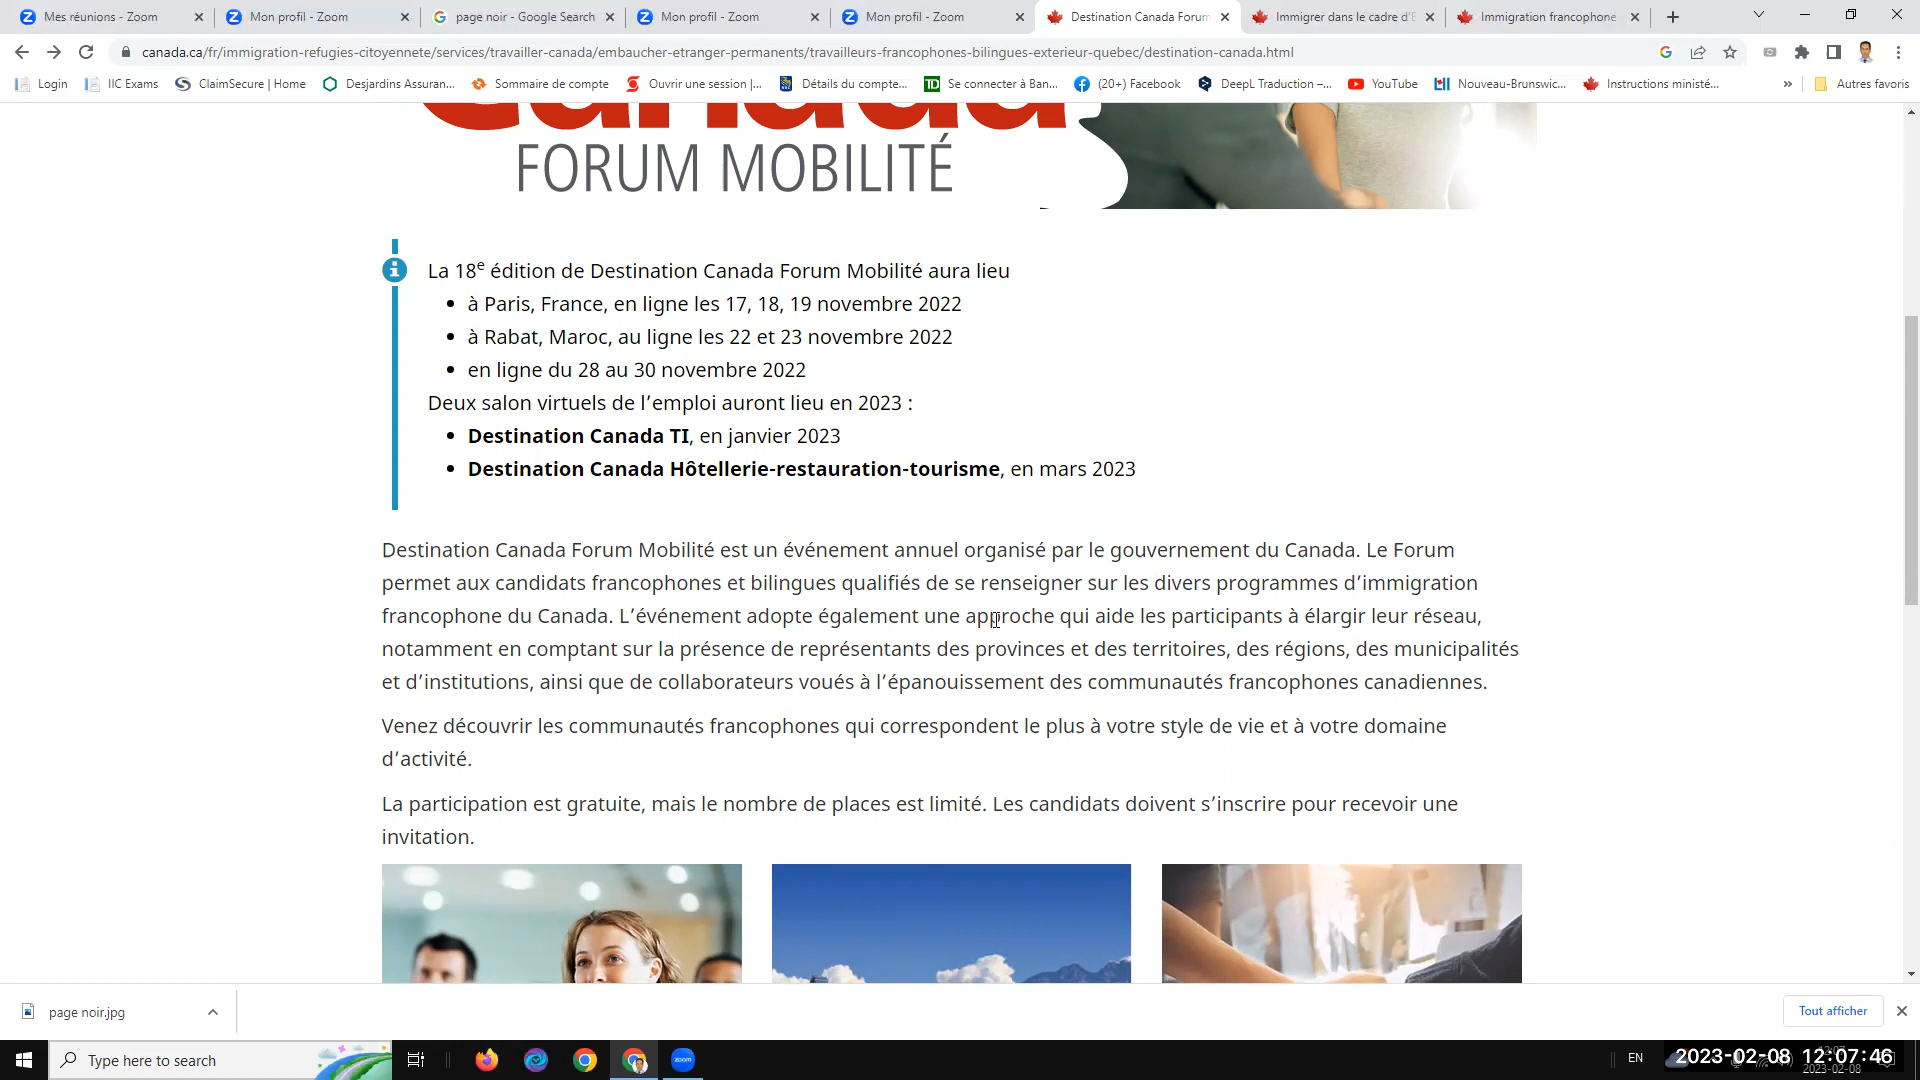 Mes réunions - Zoom
Mon profil - Zoom
page noir - Google Search
Mon profil - Zoom
Mon profil - Zoom
Destination Canada Forum
Immigrer dans le cadre d'E
Immigration francophone
canada.ca/fr/immigration-refugies-citoyennete/services/travailler-canada/embaucher-etranger-permanents/travailleurs-francophones-bilingues-exterieur-quebec/destination-canada.html
Login
IIC Exams
ClaimSecure | Home
Desjardins Assuran...
Sommaire de compte
Ouvrir une session |...
Détails du compte...
Se connecter à Ban...
(20+) Facebook
DeepL Traduction –...
YouTube
Nouveau-Brunswic...
Instructions ministé...
»
Autres favoris
Canada
FORUM MOBILITÉ
La 18e édition de Destination Canada Forum Mobilité aura lieu
• à Paris, France, en ligne les 17, 18, 19 novembre 2022
• à Rabat, Maroc, au ligne les 22 et 23 novembre 2022
• en ligne du 28 au 30 novembre 2022
Deux salon virtuels de l’emploi auront lieu en 2023 :
• Destination Canada TI, en janvier 2023
• Destination Canada Hôtellerie-restauration-tourisme, en mars 2023
Destination Canada Forum Mobilité est un événement annuel organisé par le gouvernement du Canada. Le Forum
permet aux candidats francophones et bilingues qualifiés de se renseigner sur les divers programmes d’immigration
francophone du Canada. L’événement adopte également une approche qui aide les participants à élargir leur réseau,
notamment en comptant sur la présence de représentants des provinces et des territoires, des régions, des municipalités
et d’institutions, ainsi que de collaborateurs voués à l’épanouissement des communautés francophones canadiennes.
Venez découvrir les communautés francophones qui correspondent le plus à votre style de vie et à votre domaine
d’activité.
La participation est gratuite, mais le nombre de places est limité. Les candidats doivent s’inscrire pour recevoir une
invitation.
page noir.jpg
Tout afficher
Type here to search
zoom
EN
2023-02-08 12:07:46
2023-02-08